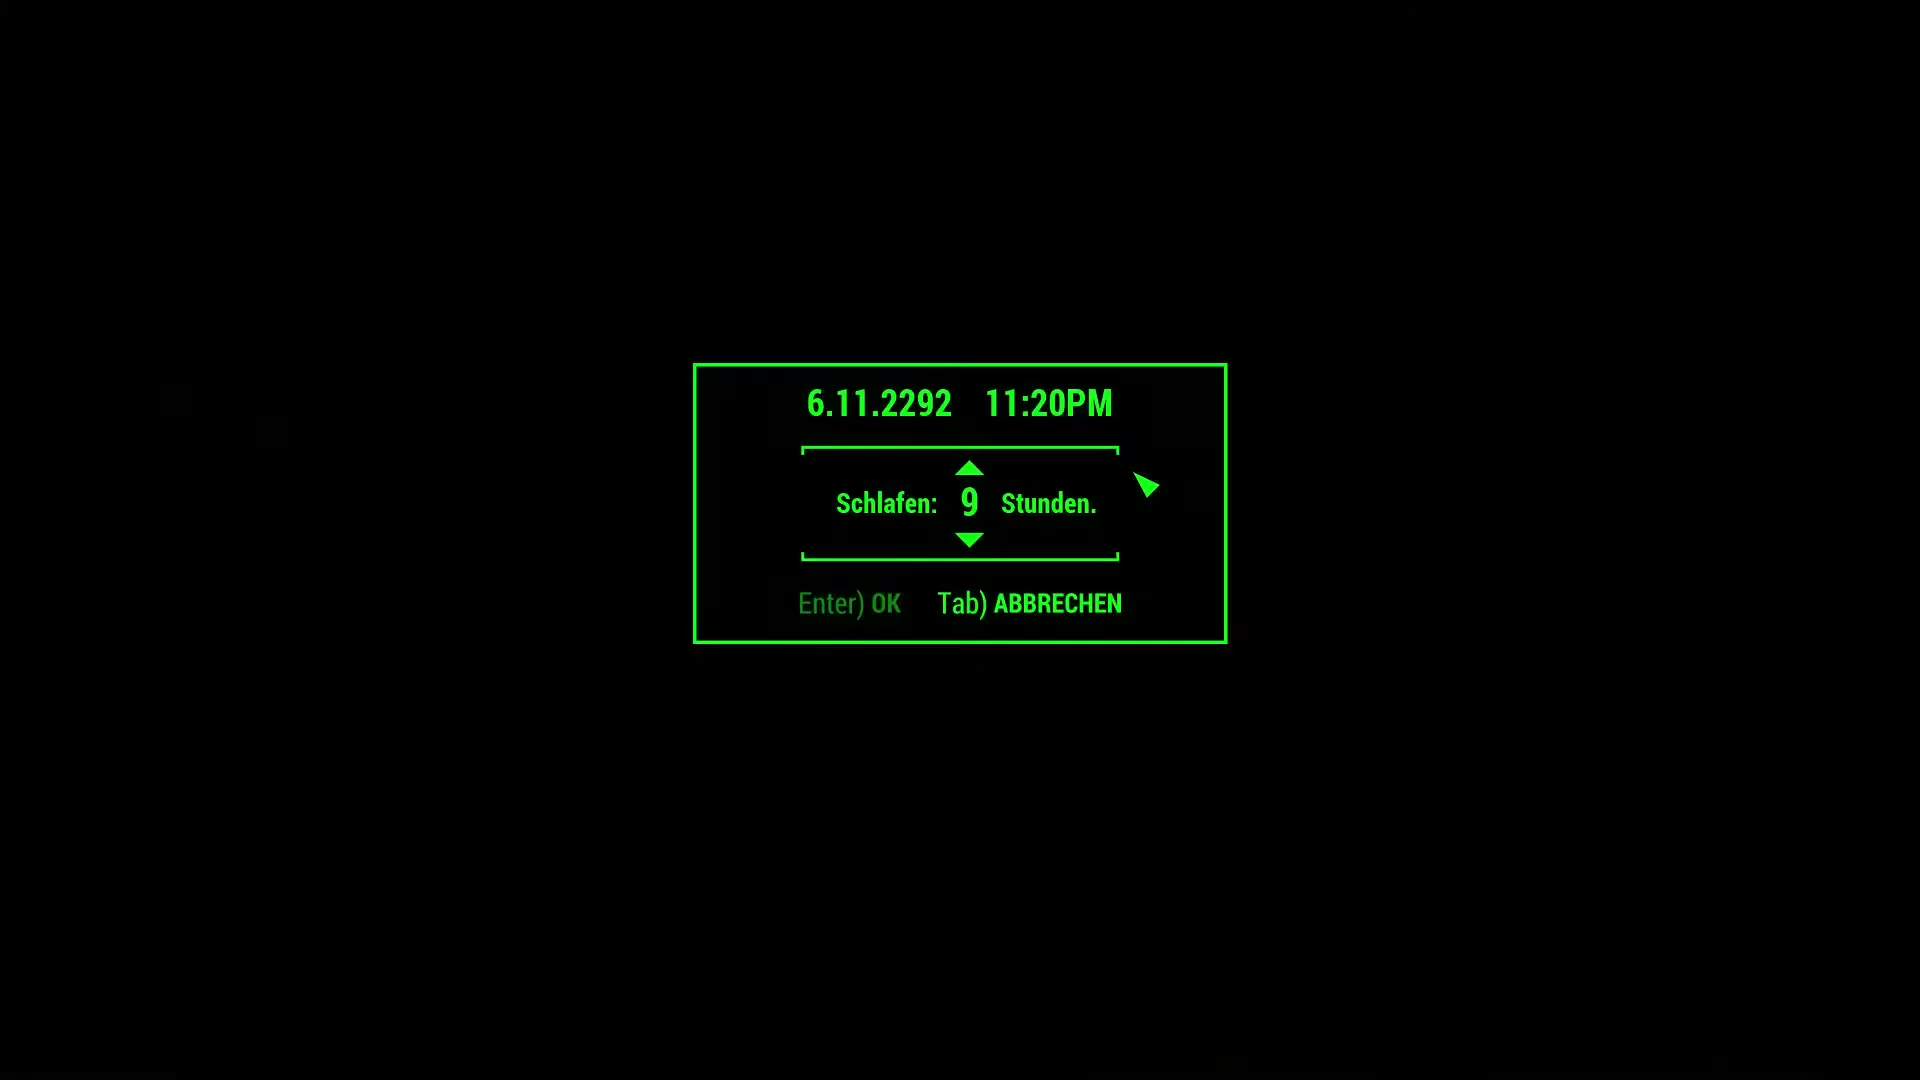 6.11.2292 11:20PM
Schlafen: 9 Stunden.
Enter) OK Tab) ABBRECHEN